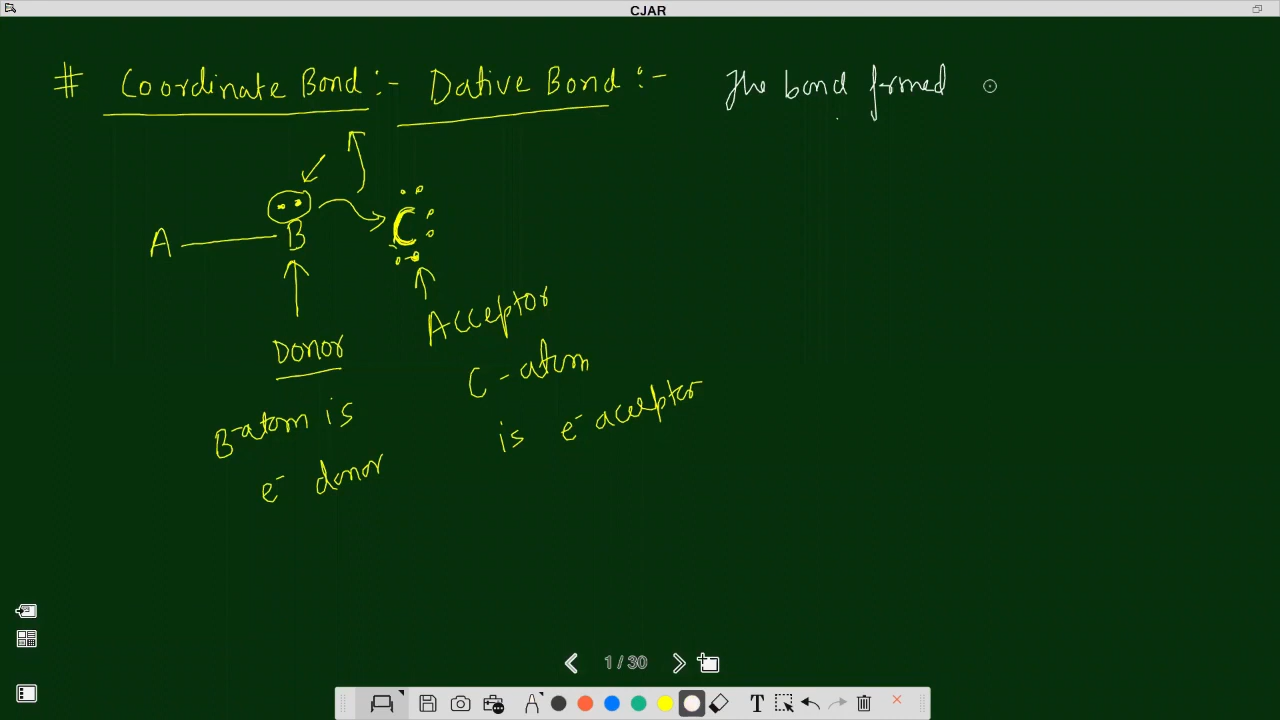 CJAR
# Coordinate Bond :- Dative Bond :- The bond formed
A B C
Donor
Acceptor
B-atom is
e⁻ donor
C-atom
is e⁻ acceptor
1 / 30
T